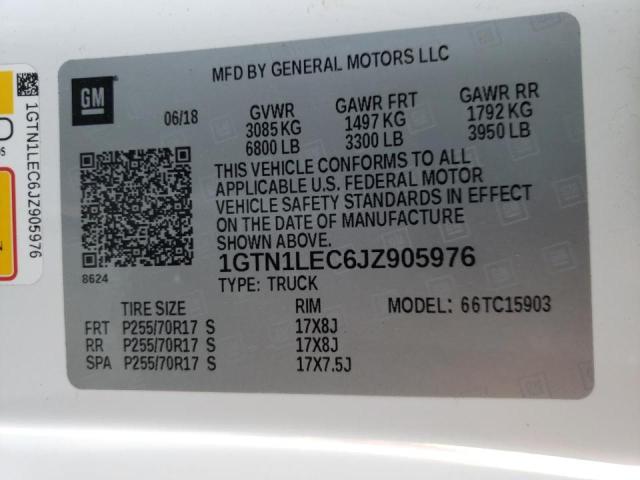 MFD BY GENERAL MOTORS LLC
GM
06/18
GVWR
3085 KG
6800 LB
GAWR FRT
1497 KG
3300 LB
GAWR RR
1792 KG
3950 LB
THIS VEHICLE CONFORMS TO ALL
APPLICABLE U.S. FEDERAL MOTOR
VEHICLE SAFETY STANDARDS IN EFFECT
ON THE DATE OF MANUFACTURE
SHOWN ABOVE.
8624
1GTN1LEC6JZ905976
TYPE: TRUCK
TIRE SIZE RIM MODEL: 66TC15903
FRT P255/70R17 S 17X8J
RR P255/70R17 S 17X8J
SPA P255/70R17 S 17X7.5J
1GTN1LEC6JZ905976